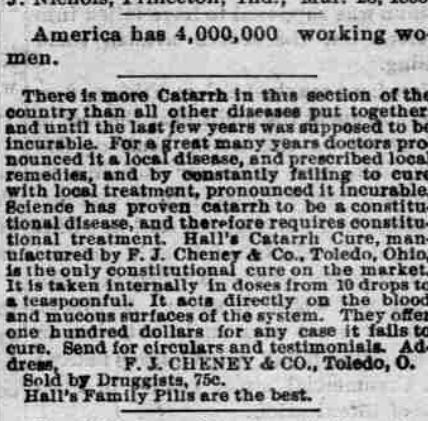 J. Nichols, Princeton, Ind.,
America has 4,000,000 working wo-
men.
There is more Catarrh in this section of the
country than all other diseases put together,
and until the last few years was supposed to be
incurable. For a great many years doctors pro
nounced it a local disease, and prescribed local
remedies, and by constantly failing to cure
with local treatment, pronounced it incurable.
Science has proven catarrh to be a constitu
tional disease, and therefore requires constitu
tional treatment. Hall's Catarrh Cure, man-
ufactured by F. J. Cheney & Co., Toledo, Ohio,
is the only constitutional cure on the market.
It is taken internally in doses from 10 drops to
a teaspoonful. It acts directly on the blood
and mucous surfaces of the system. They offer
one hundred dollars for any case it fails to
cure. Send for circulars and testimonials. Ad-
dress, F. J. CHENEY & CO., Toledo, O.
Sold by Druggists, 75c.
Hall's Family Pills are the best.